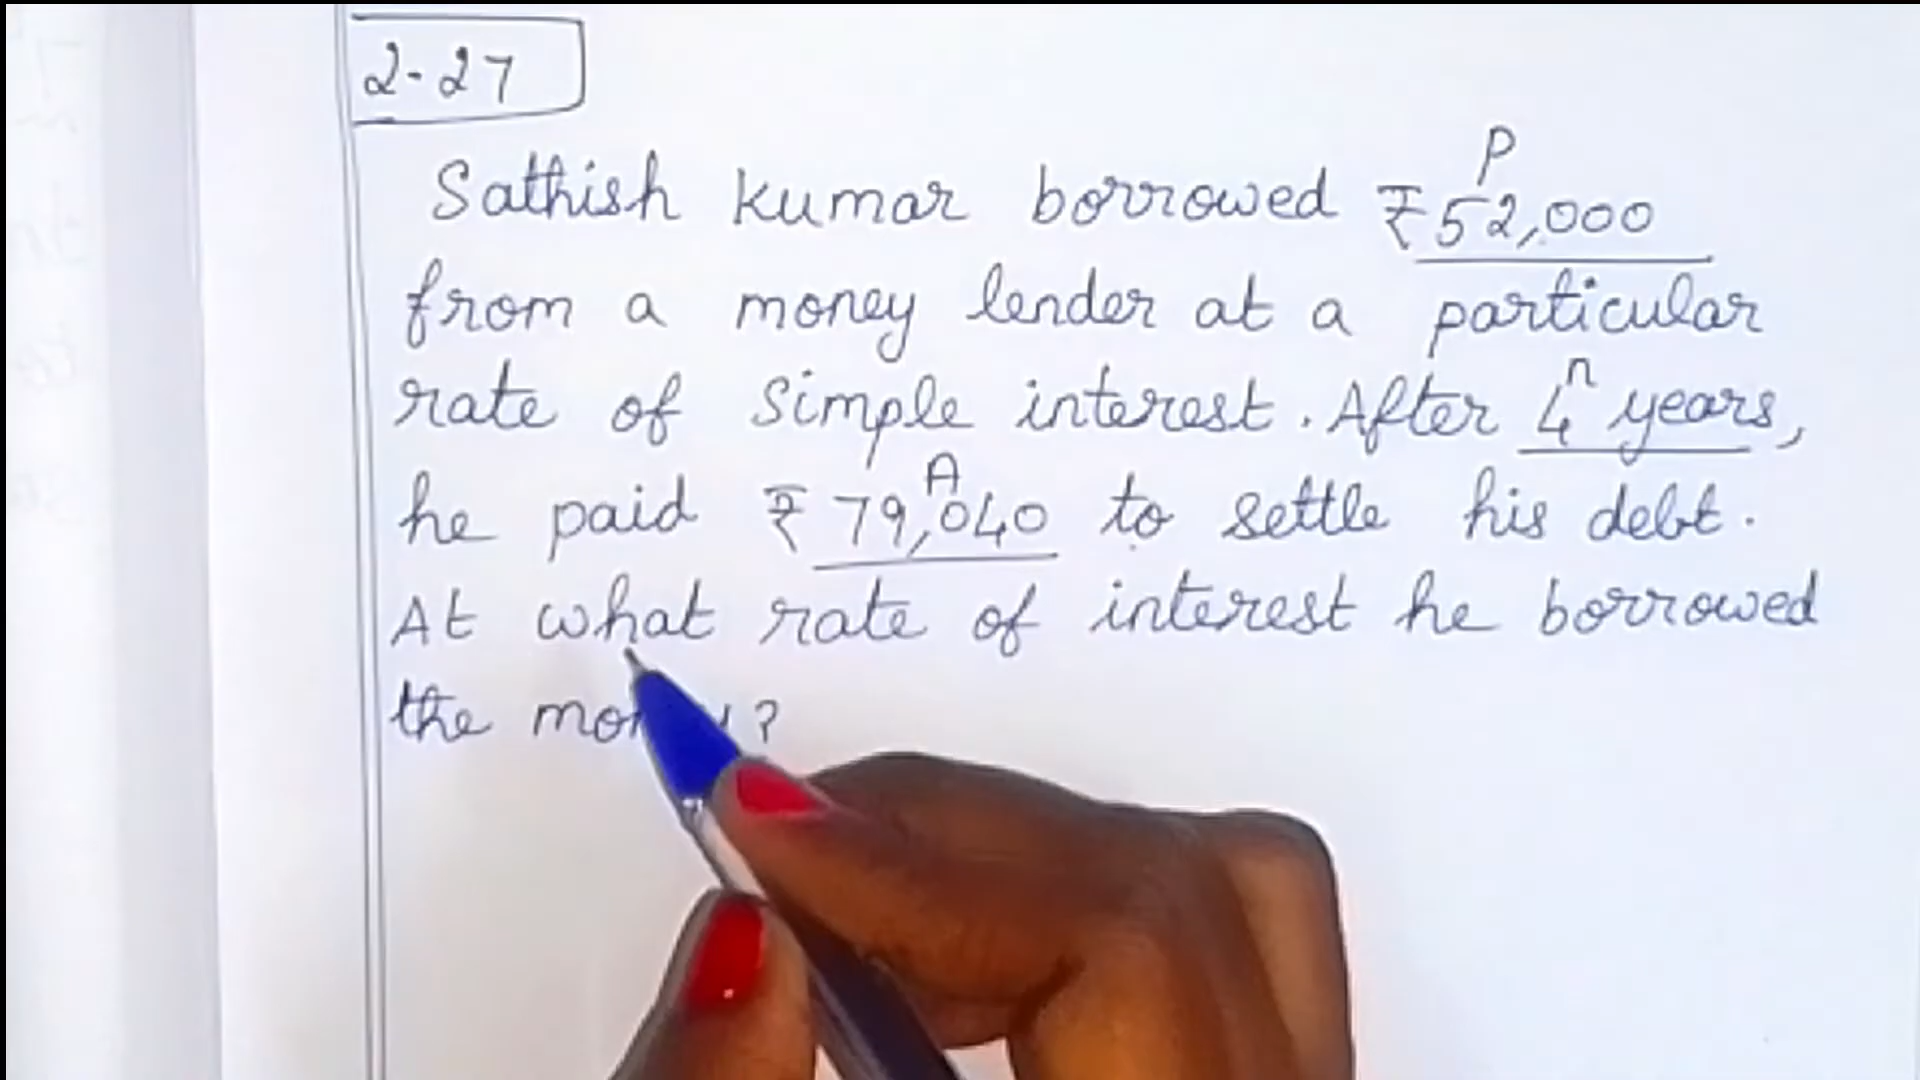 2-27
P
Sathish Kumar borrowed ₹52,000
from a money lender at a particular
n
rate of simple interest. After 4 years,
A
he paid ₹79,040 to settle his debt.
At what rate of interest he borrowed
the ?